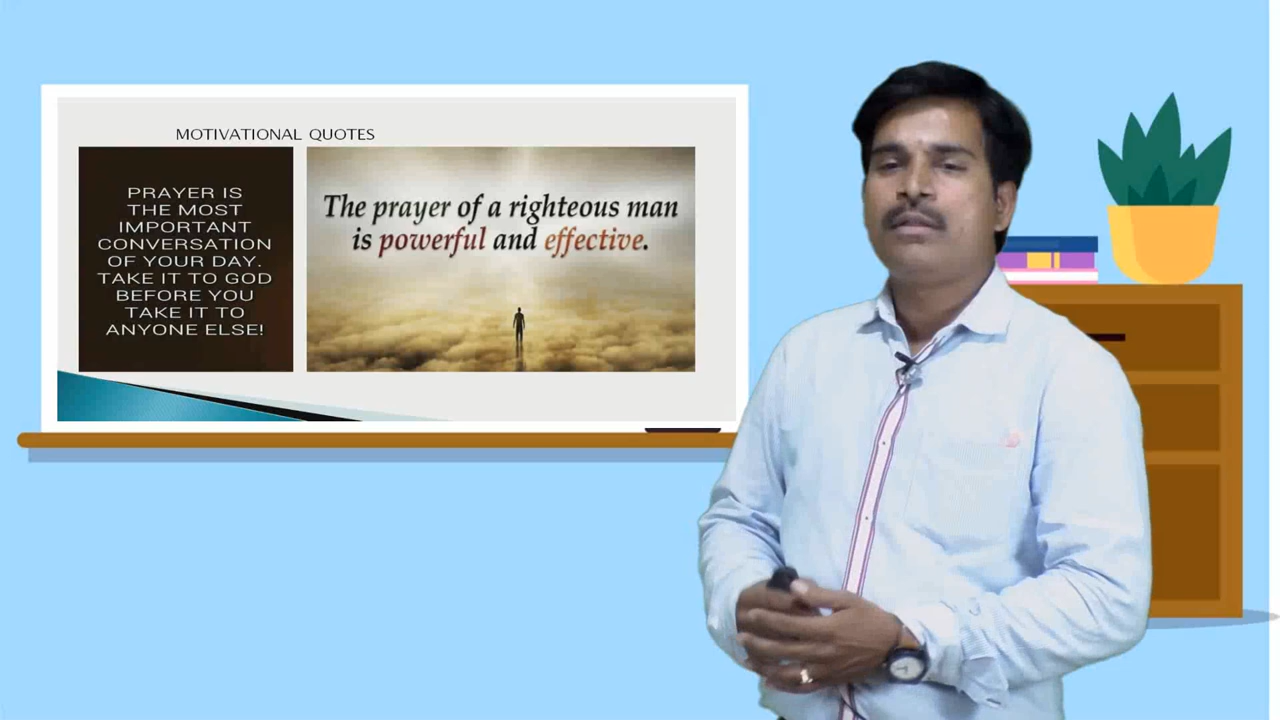 MOTIVATIONAL QUOTES
PRAYER IS
THE MOST
IMPORTANT
CONVERSATION
OF YOUR DAY.
TAKE IT TO GOD
BEFORE YOU
TAKE IT TO
ANYONE ELSE!
The prayer of a righteous man
is powerful and effective.